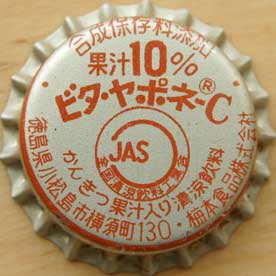 合成保存料添加
果汁10%
ビタ・ヤポネーC®
JAS
全国清涼飲料工業会
かんきつ果汁入り清涼飲料
徳島県小松島市横須町130・柚本食品株式会社